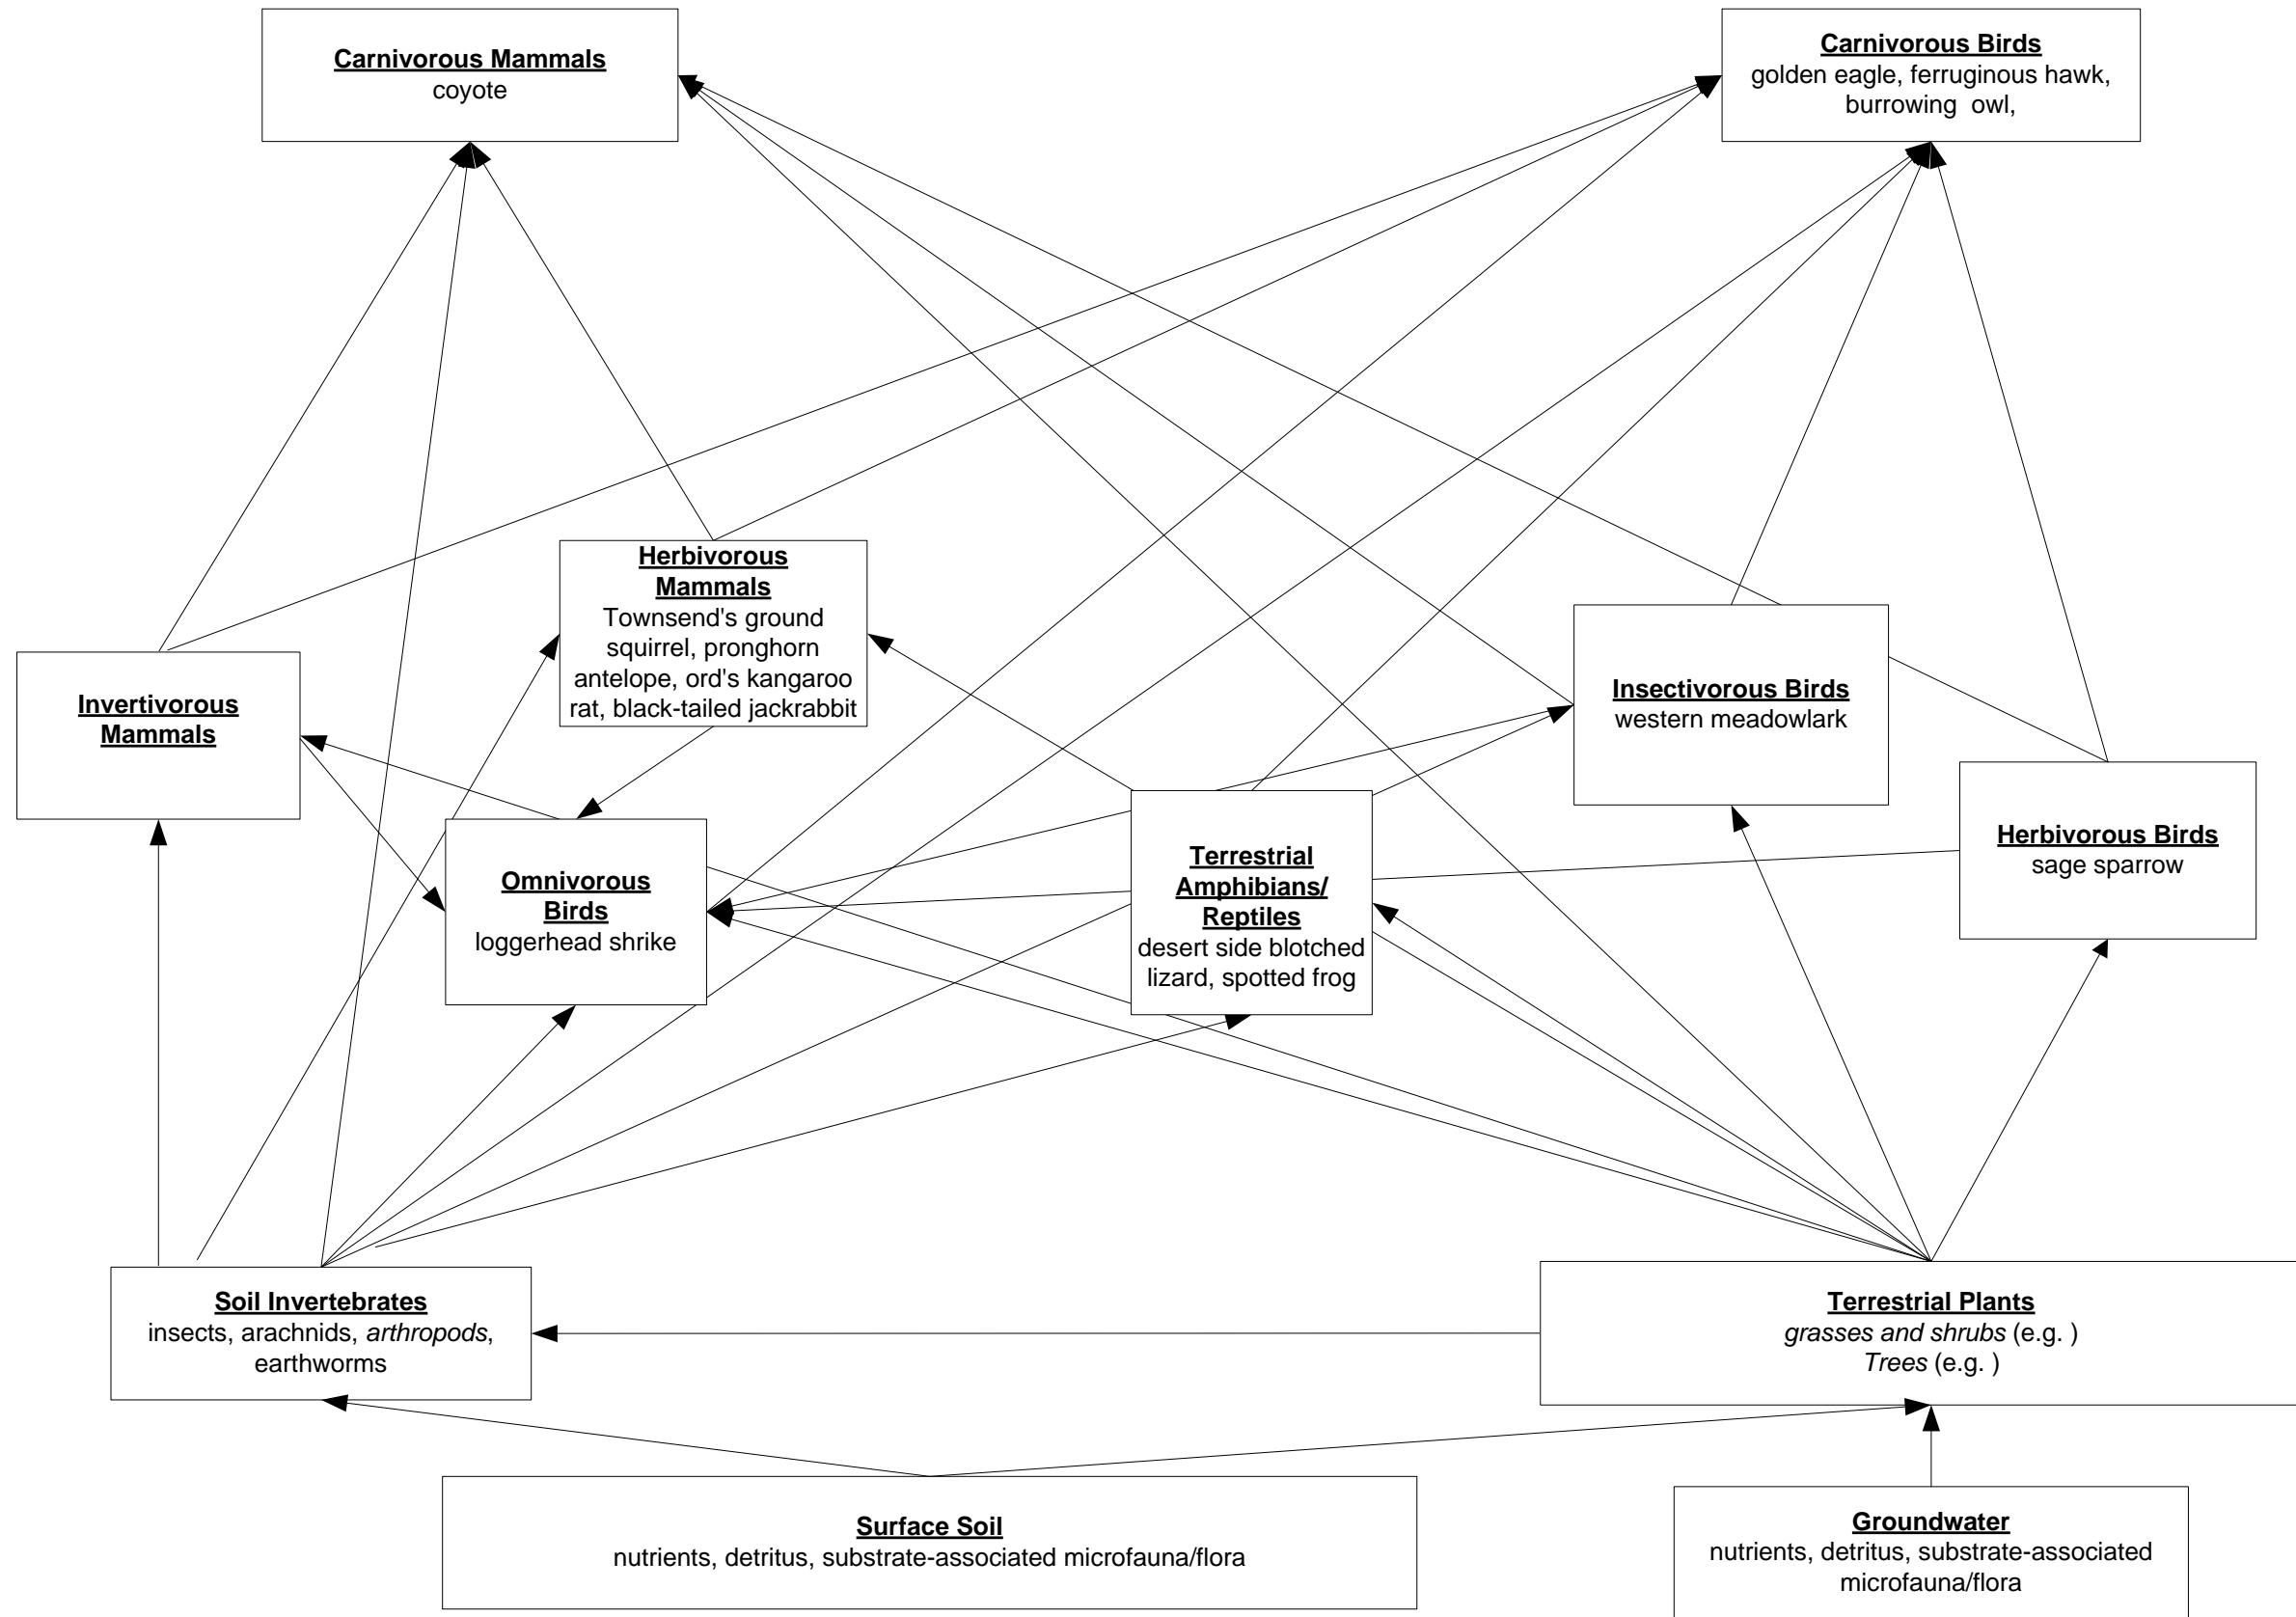 Carnivorous Mammals
coyote
Carnivorous Birds
golden eagle, ferruginous hawk,
burrowing owl,
Herbivorous
Mammals
Townsend's ground
squirrel, pronghorn
antelope, ord's kangaroo
rat, black-tailed jackrabbit
Invertivorous
Mammals
Insectivorous Birds
western meadowlark
Omnivorous
Birds
loggerhead shrike
Terrestrial
Amphibians/
Reptiles
desert side blotched
lizard, spotted frog
Herbivorous Birds
sage sparrow
Soil Invertebrates
insects, arachnids, arthropods,
earthworms
Terrestrial Plants
grasses and shrubs (e.g. )
Trees (e.g. )
Surface Soil
nutrients, detritus, substrate-associated microfauna/flora
Groundwater
nutrients, detritus, substrate-associated
microfauna/flora